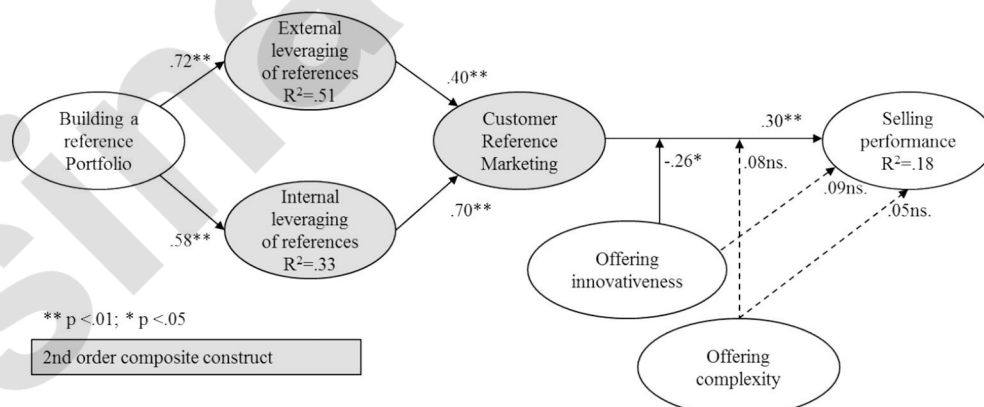 External
leveraging
of references
R²=.51
.72**
.40**
Building a
reference
Portfolio
Customer
Reference
Marketing
.30**
Selling
performance
R²=.18
-.26*
.08ns.
.09ns.
.05ns.
.58**
Internal
leveraging
of references
R²=.33
.70**
Offering
innovativeness
** p <.01; * p <.05
2nd order composite construct
Offering
complexity